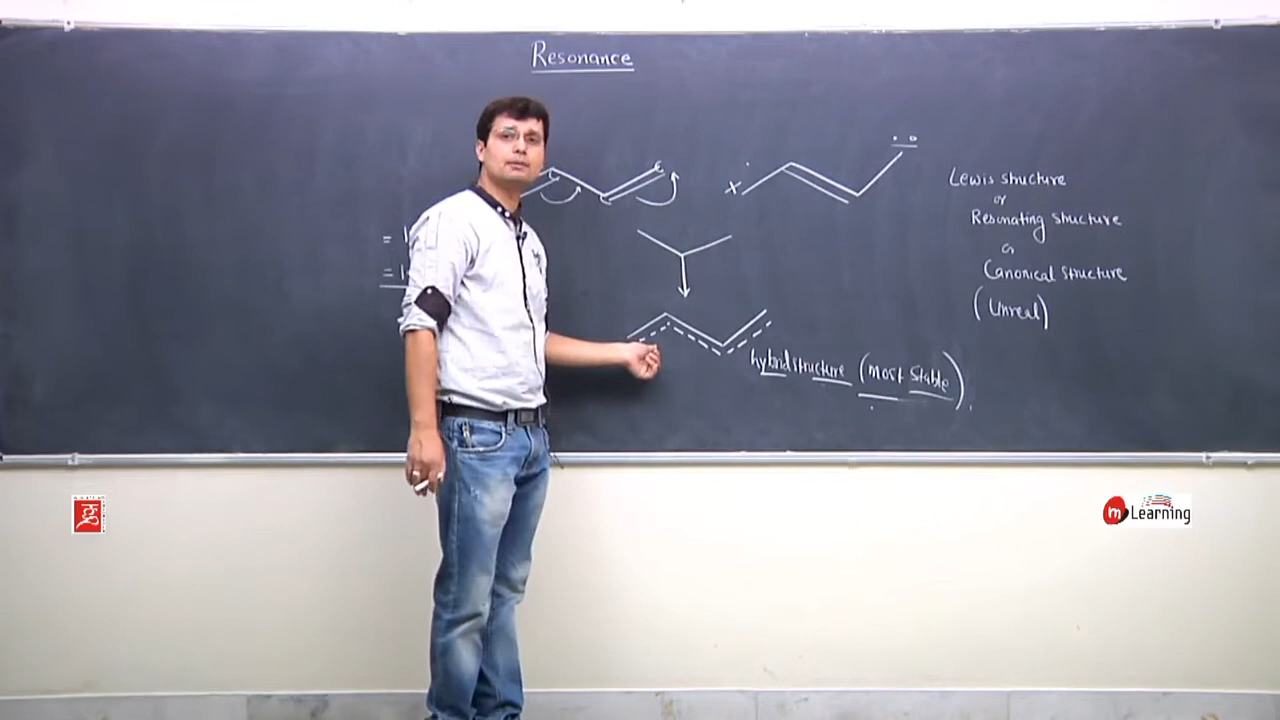 Resonance
Lewis structure
or
Resonating structure
or
Canonical structure
(Unreal)
hybrid structure (most stable)
m Learning